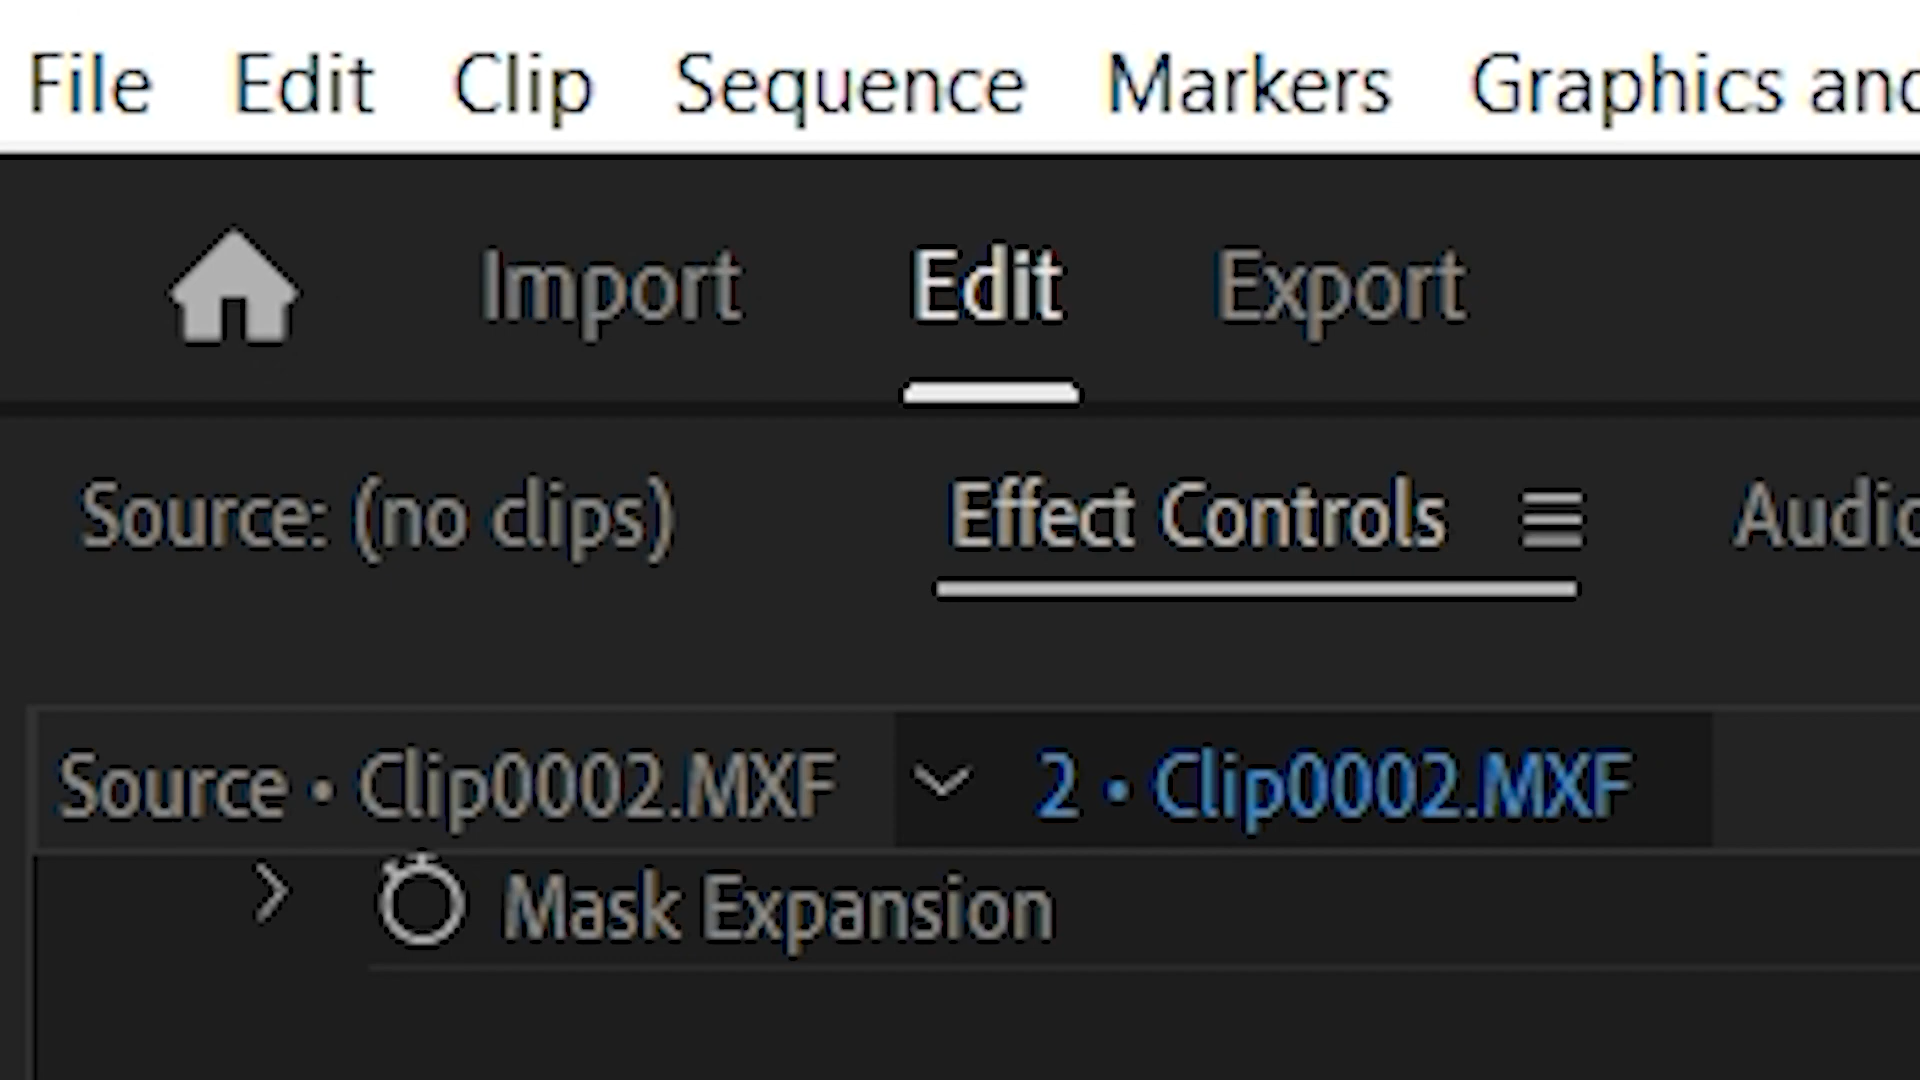 File Edit Clip Sequence Markers Graphics and
Import Edit Export
Source: (no clips) Effect Controls Audio
Source • Clip0002.MXF 2 • Clip0002.MXF
Mask Expansion